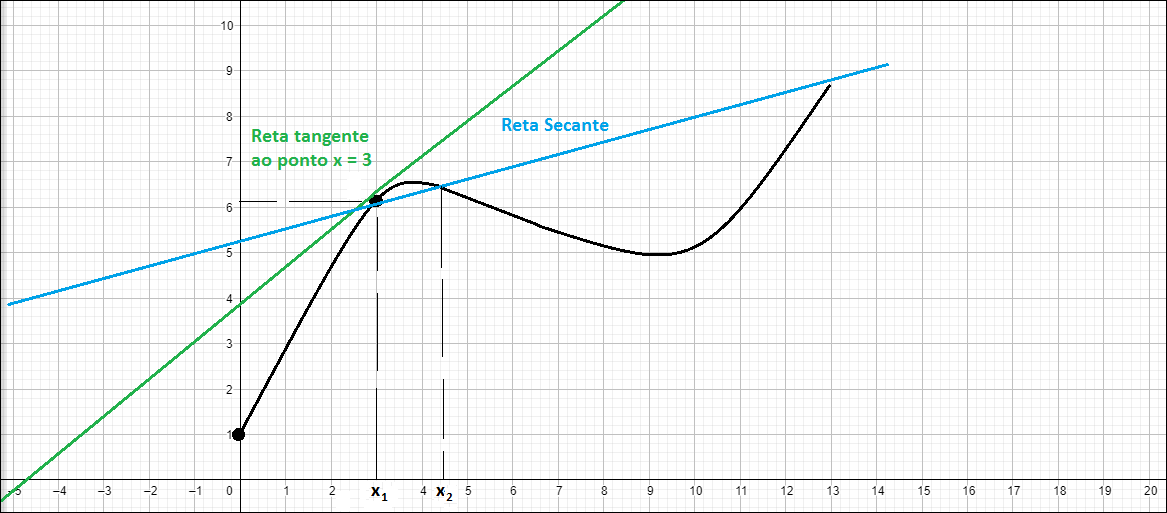 10
9
8
7
6
5
4
3
2
1
Reta tangente
ao ponto x = 3
Reta Secante
–5 –4 –3 –2 –1 0 1 2 x₁ 4 x₂ 5 6 7 8 9 10 11 12 13 14 15 16 17 18 19 20